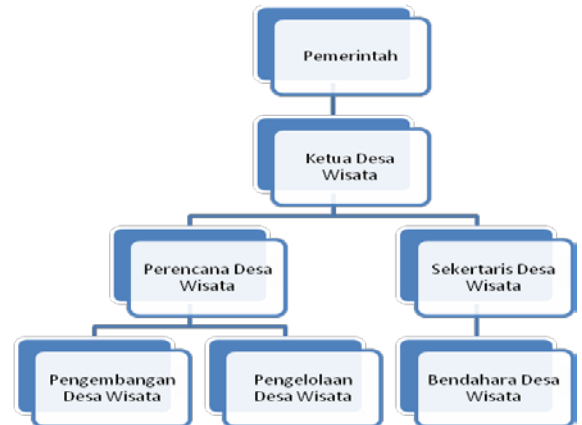 Pemerintah
Ketua Desa
Wisata
Perencana Desa
Wisata
Sekertaris Desa
Wisata
Pengembangan
Desa Wisata
Pengelolaan
Desa Wisata
Bendahara Desa
Wisata